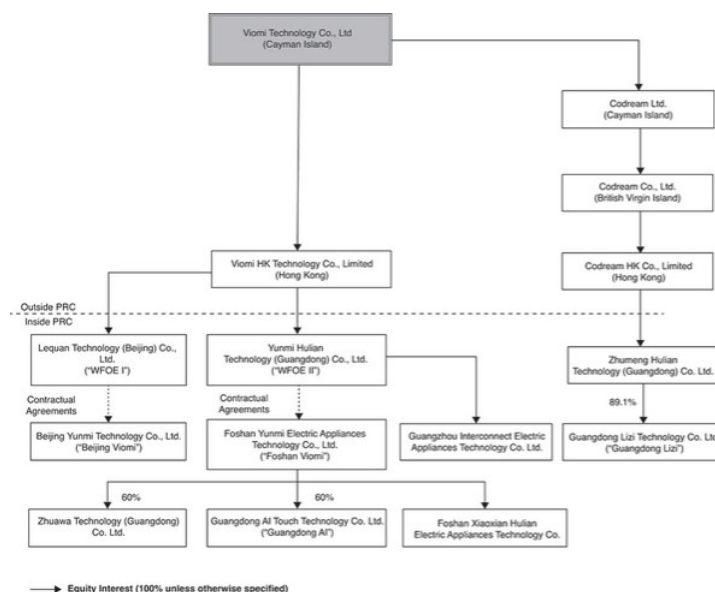 Viomi Technology Co., Ltd
(Cayman Island)
Codream Ltd.
(Cayman Island)
Codream Co., Ltd.
(British Virgin Island)
Viomi HK Technology Co., Limited
(Hong Kong)
Codream HK Co., Limited
(Hong Kong)
Outside PRC
Inside PRC
Lequan Technology (Beijing) Co.,
Ltd.
("WFOE I")
Yunmi Hulian
Technology (Guangdong) Co., Ltd.
("WFOE II")
Zhumeng Hulian
Technology (Guangdong) Co. Ltd.
Contractual
Agreements
Contractual
Agreements
89.1%
Beijing Yunmi Technology Co., Ltd.
("Beijing Viomi")
Foshan Yunmi Electric Appliances
Technology Co., Ltd.
("Foshan Viomi")
Guangzhou Interconnect Electric
Appliances Technology Co. Ltd.
Guangdong Lizi Technology Co. Ltd
("Guangdong Lizi")
60%
60%
Zhuawa Technology (Guangdong)
Co. Ltd.
Guangdong AI Touch Technology Co. Ltd.
("Guangdong AI")
Foshan Xiaoxian Hulian
Electric Appliances Technology Co.
Equity Interest (100% unless otherwise specified)